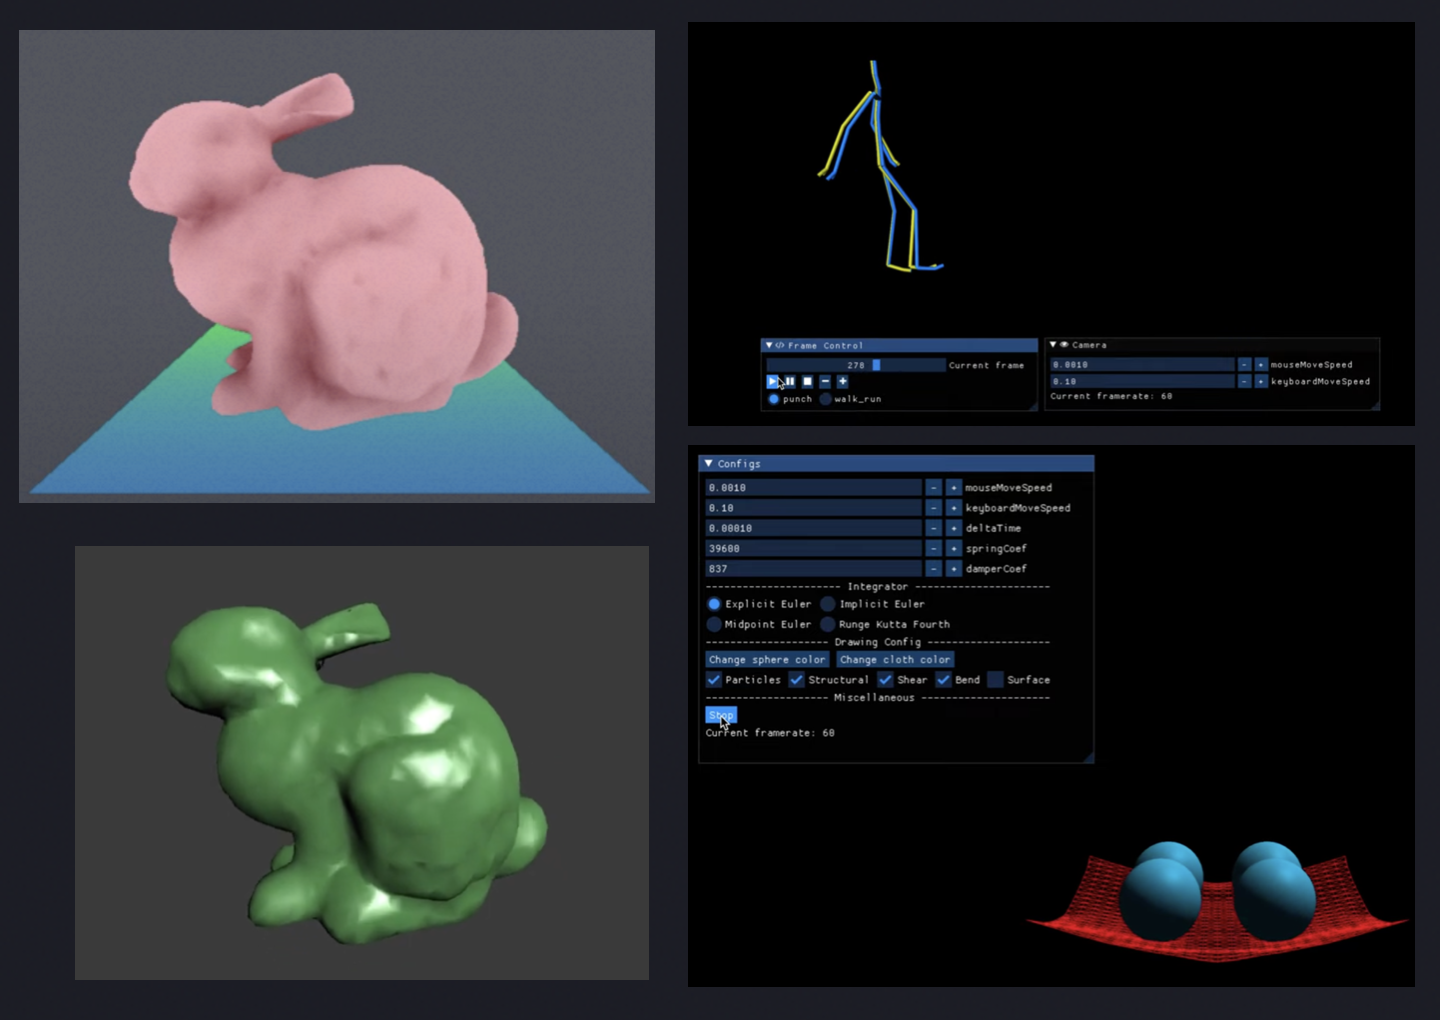 Frame Control
278 Current frame
punch walk_run
Camera
0.0010 - + mouseMoveSpeed
0.10 - + keyboardMoveSpeed
Current framerate: 60
Configs
0.0010 - + mouseMoveSpeed
0.10 - + keyboardMoveSpeed
0.00010 - + deltaTime
39600 - + springCoef
837 - + damperCoef
---------------------- Integrator ----------------------
Explicit Euler Implicit Euler
Midpoint Euler Runge Kutta Fourth
-------------------- Drawing Config --------------------
Change sphere color Change cloth color
Particles Structural Shear Bend Surface
-------------------- Miscellaneous --------------------
Stop
Current framerate: 60